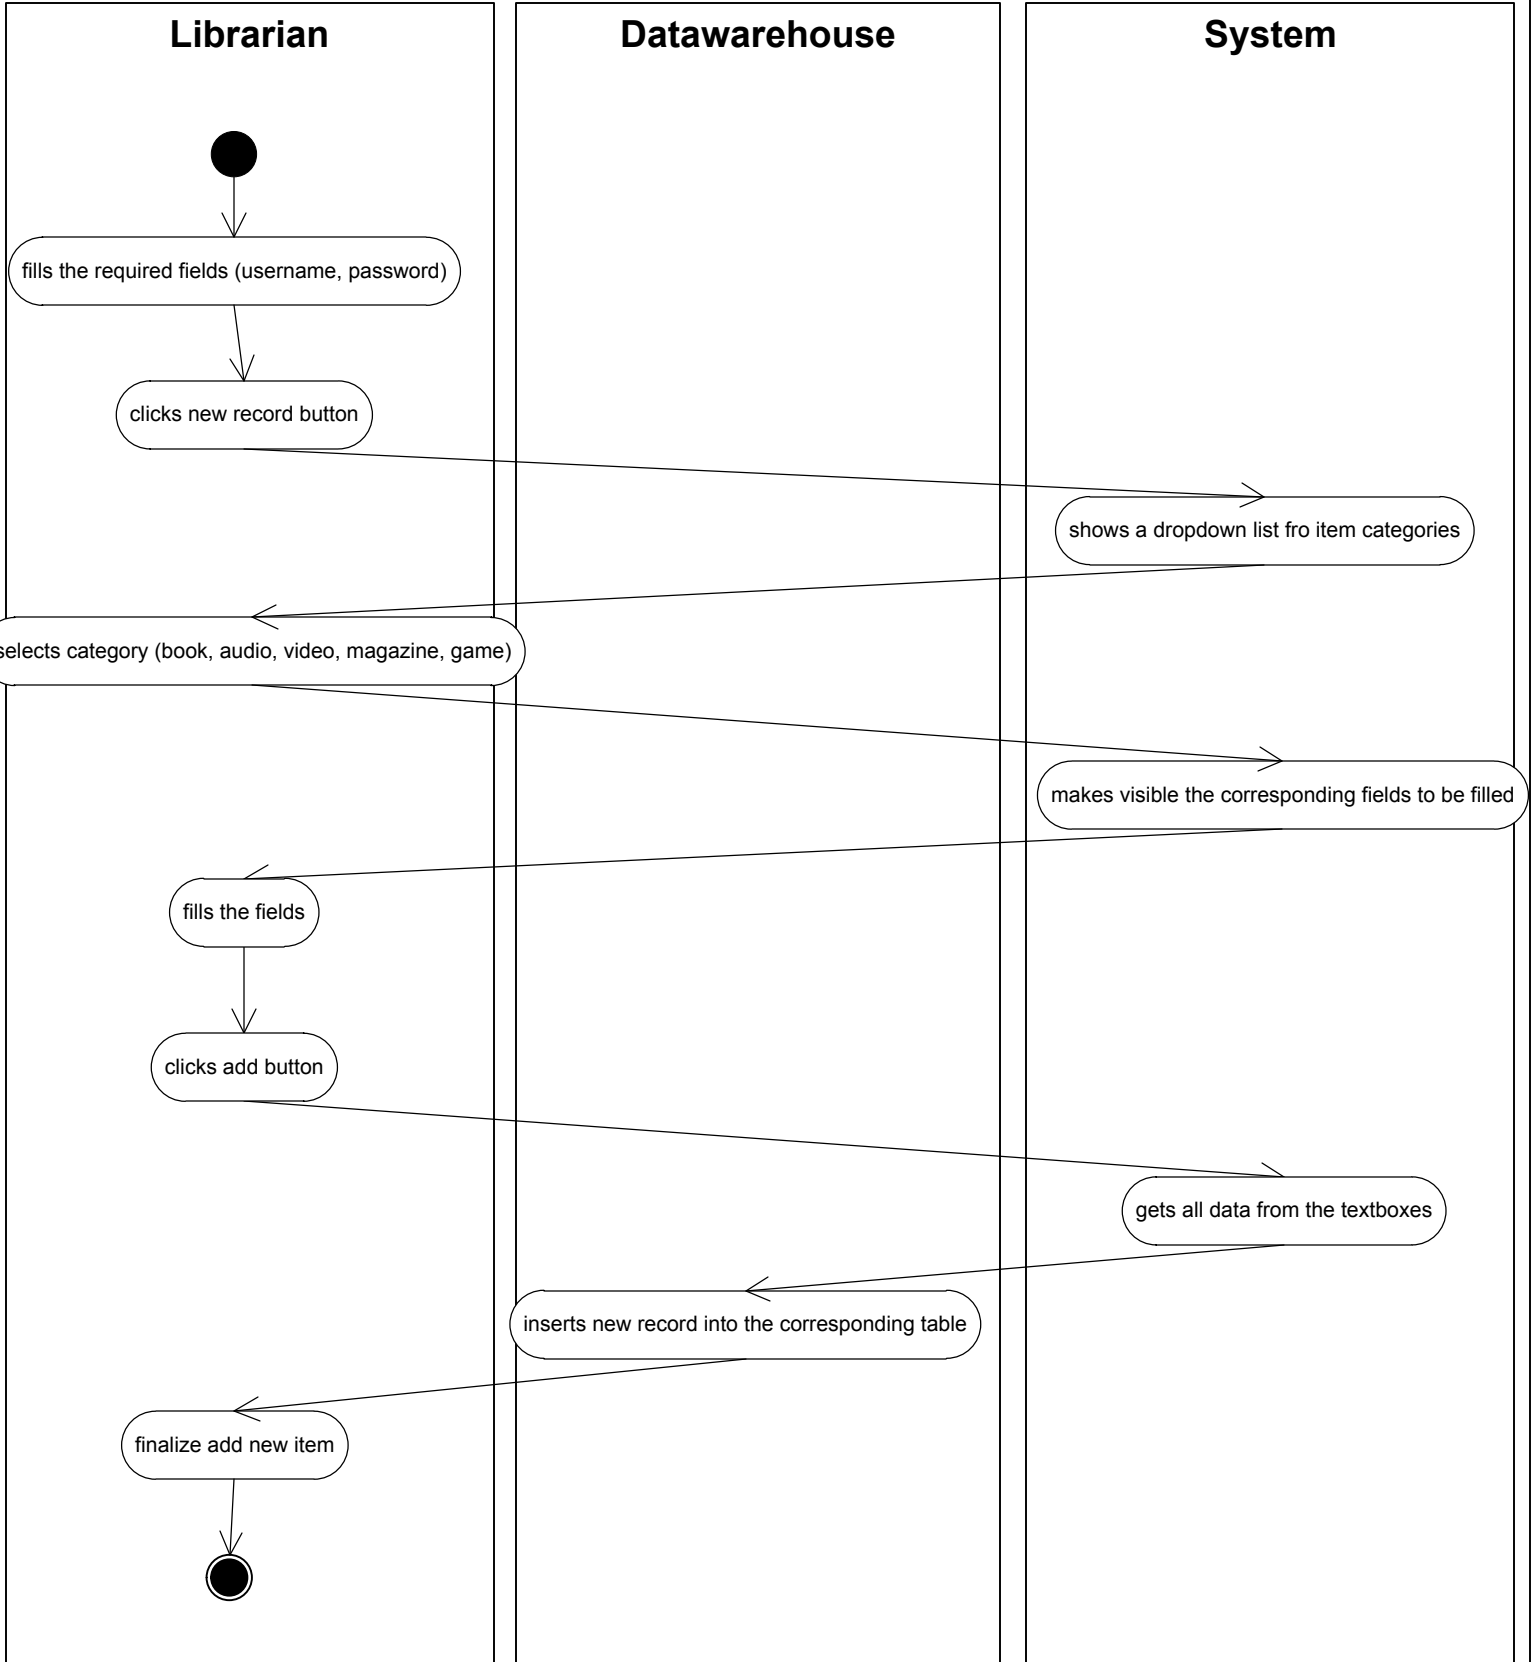 Librarian
Datawarehouse
System
fills the required fields (username, password)
clicks new record button
shows a dropdown list fro item categories
selects category (book, audio, video, magazine, game)
makes visible the corresponding fields to be filled
fills the fields
clicks add button
gets all data from the textboxes
inserts new record into the corresponding table
finalize add new item